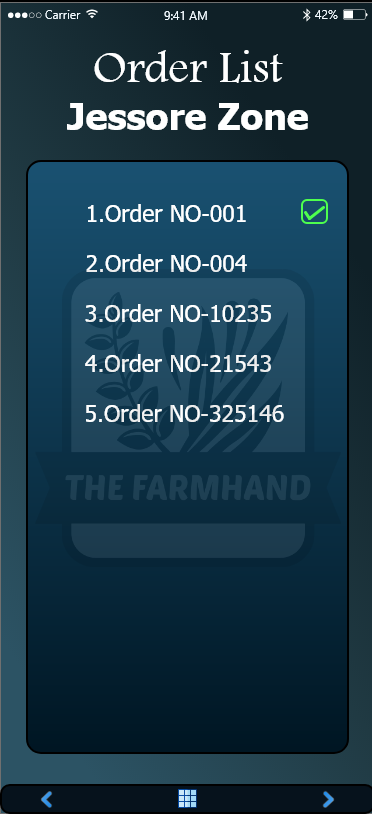 Carrier 9:41 AM 42%
Order List
Jessore Zone
1.Order NO-001
2.Order NO-004
3.Order NO-10235
4.Order NO-21543
5.Order NO-325146
THE FARMHAND